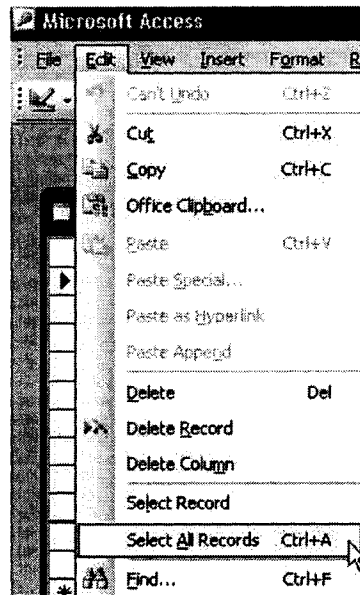 Microsoft Access
File Edit View Insert Format R
Can't Undo Ctrl+Z
Cut Ctrl+X
Copy Ctrl+C
Office Clipboard...
Paste Ctrl+V
Paste Special...
Paste as Hyperlink
Paste Append
Delete Del
Delete Record
Delete Column
Select Record
Select All Records Ctrl+A
Find... Ctrl+F